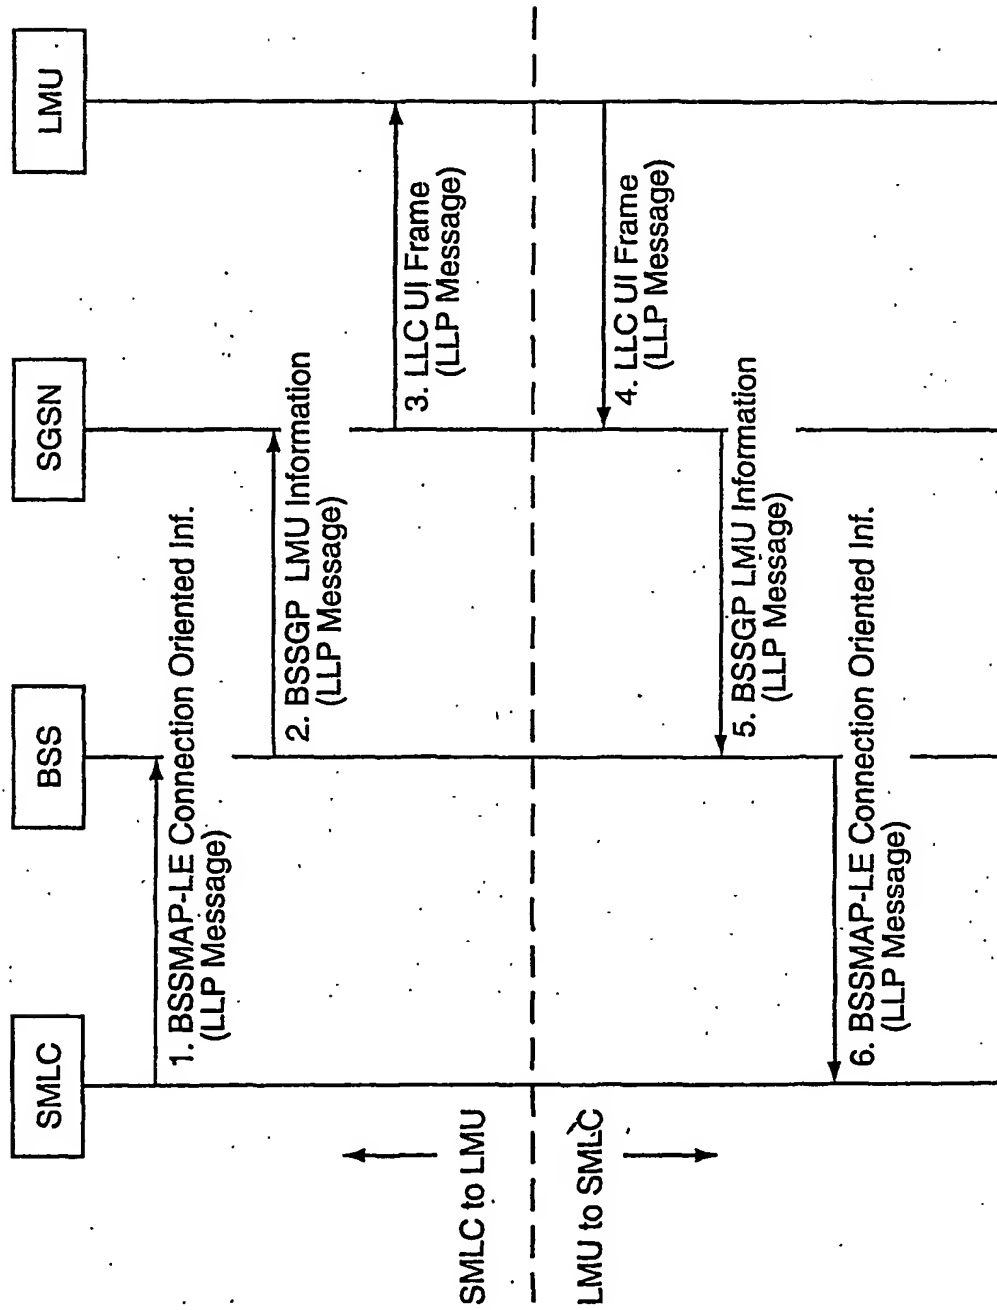 SMLC
BSS
SGSN
LMU
1. BSSMAP-LE Connection Oriented Inf.
(LLP Message)
2. BSSGP LMU Information
(LLP Message)
3. LLC UI Frame
(LLP Message)
SMLC to LMU
LMU to SMLC
4. LLC UI Frame
(LLP Message)
5. BSSGP LMU Information
(LLP Message)
6. BSSMAP-LE Connection Oriented Inf.
(LLP Message)